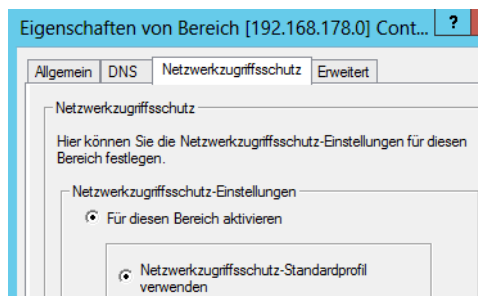 Eigenschaften von Bereich [192.168.178.0] Cont... ?
Allgemein DNS Netzwerkzugriffsschutz Erweitert
Netzwerkzugriffsschutz
Hier können Sie die Netzwerkzugriffsschutz-Einstellungen für diesen
Bereich festlegen.
Netzwerkzugriffsschutz-Einstellungen
Für diesen Bereich aktivieren
Netzwerkzugriffsschutz-Standardprofil
verwenden